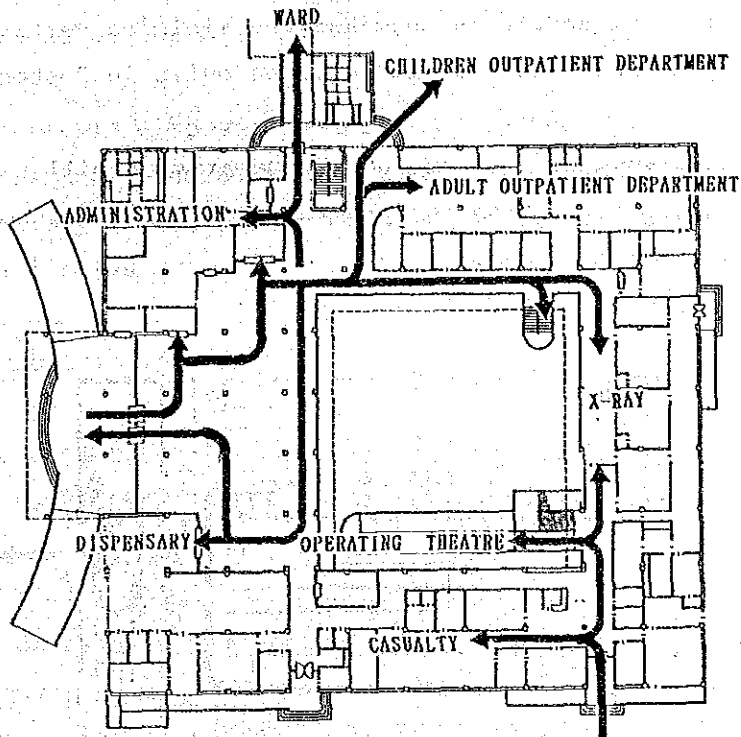 WARD
CHILDREN OUTPATIENT DEPARTMENT
ADULT OUTPATIENT DEPARTMENT
ADMINISTRATION
X-RAY
DISPENSARY
OPERATING THEATRE
CASUALTY